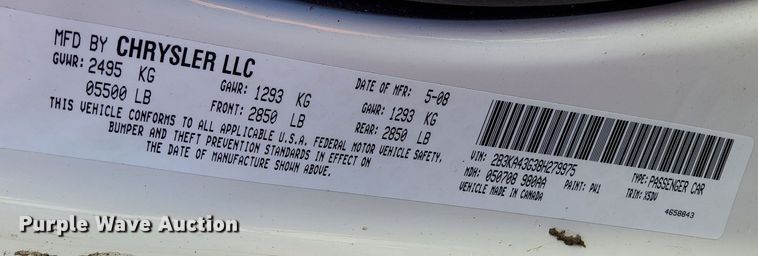 MFD BY CHRYSLER LLC
DATE OF MFR: 5-08
GVWR: 2495 KG
GAWR: 1293 KG
GAWR: 1293 KG
05500 LB
FRONT: 2850 LB
REAR: 2850 LB
THIS VEHICLE CONFORMS TO ALL APPLICABLE U.S.A. FEDERAL MOTOR VEHICLE SAFETY,
BUMPER AND THEFT PREVENTION STANDARDS IN EFFECT ON
THE DATE OF MANUFACTURE SHOWN ABOVE.
VIN: 2B3KA43G38H279975
TYPE: PASSENGER CAR
MDH: 050708 980AA
PAINT: PW1
TRIM: X5DV
VEHICLE MADE IN CANADA
4658843
Purple Wave Auction